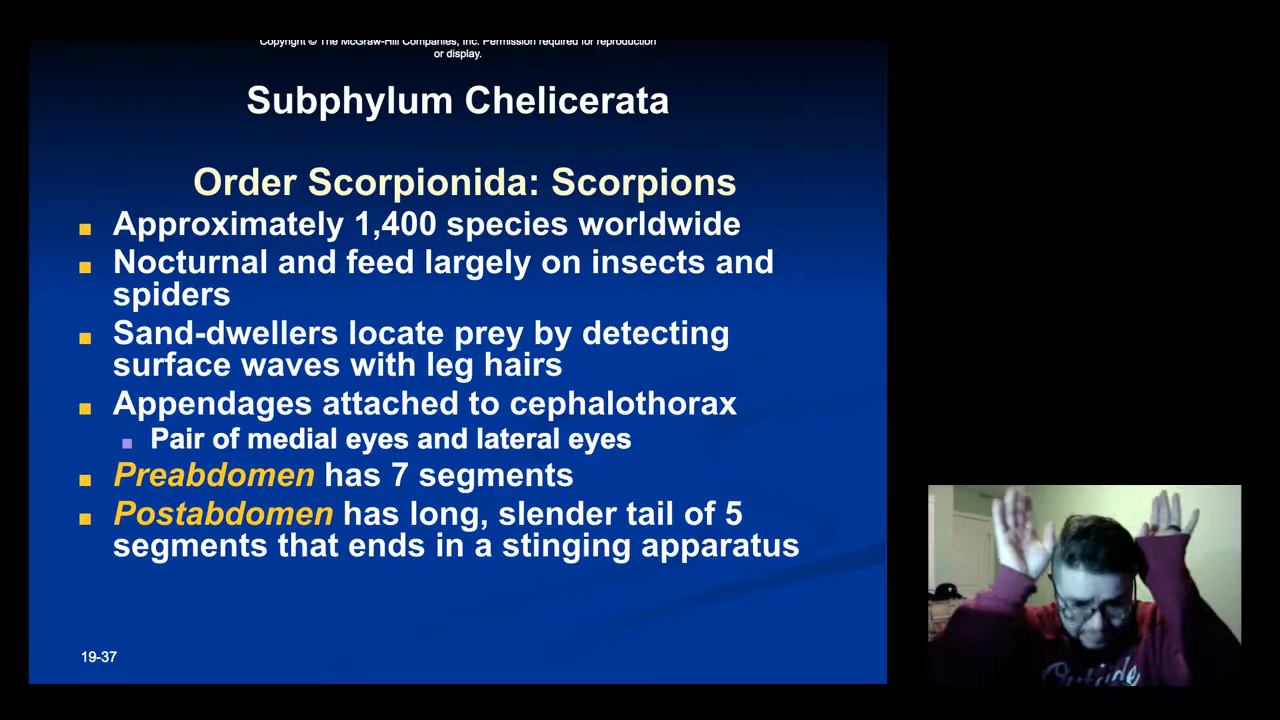 Copyright © The McGraw-Hill Companies, Inc. Permission required for reproduction
or display.
Subphylum Chelicerata
Order Scorpionida: Scorpions
Approximately 1,400 species worldwide
Nocturnal and feed largely on insects and
spiders
Sand-dwellers locate prey by detecting
surface waves with leg hairs
Appendages attached to cephalothorax
Pair of medial eyes and lateral eyes
Preabdomen has 7 segments
Postabdomen has long, slender tail of 5
segments that ends in a stinging apparatus
19-37
Outside